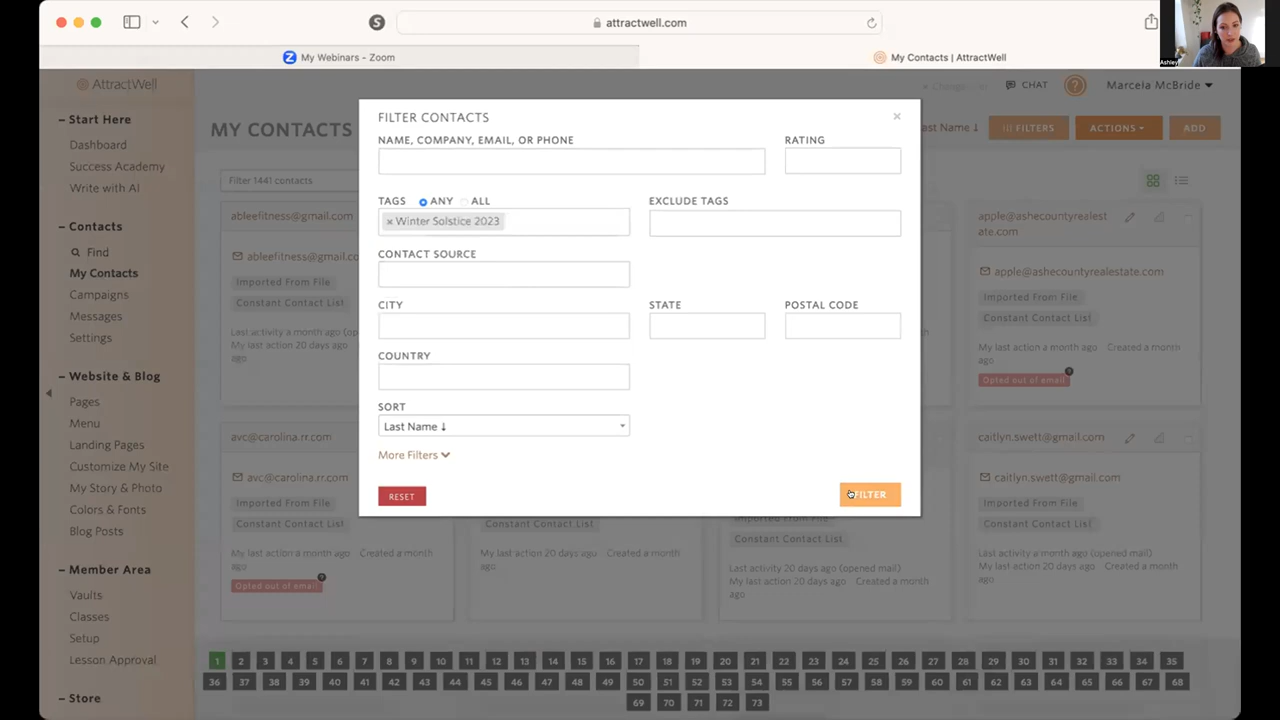 attractwell.com
My Webinars - Zoom
My Contacts | AttractWell
Ashley
AttractWell
CHAT
?
Marcela McBride
– Start Here
Dashboard
Success Academy
Write with AI
– Contacts
Find
My Contacts
Campaigns
Messages
Settings
– Website & Blog
Pages
Menu
Landing Pages
Customize My Site
My Story & Photo
Colors & Fonts
Blog Posts
– Member Area
Vaults
Classes
Setup
Lesson Approval
– Store
MY CONTACTS
ast Name ↓
FILTERS
ACTIONS
ADD
Filter 1441 contacts
FILTER CONTACTS
×
NAME, COMPANY, EMAIL, OR PHONE
RATING
TAGS ANY ALL
× Winter Solstice 2023
EXCLUDE TAGS
CONTACT SOURCE
CITY
STATE
POSTAL CODE
COUNTRY
SORT
Last Name ↓
More Filters
RESET
FILTER
ableefitness@gmail.com
ableefitness@gmail.co
Imported From File
Constant Contact List
Last activity a month ago (op
My last action 20 days ago C
ago
apple@ashecountyrealest
ate.com
apple@ashecountyrealestate.com
Imported From File
Constant Contact List
My last action a month ago Created a month
ago
Opted out of email
?
avc@carolina.rr.com
avc@carolina.rr.com
Imported From File
Constant Contact List
My last action a month ago Created a month
ago
Opted out of email
?
Constant Contact List
My last action 20 days ago Created a month
ago
Imported From File
Constant Contact List
Last activity 20 days ago (opened mail)
My last action 20 days ago Created a month
ago
caitlyn.swett@gmail.com
caitlyn.swett@gmail.com
Imported From File
Constant Contact List
Last activity a month ago (opened mail)
My last action 20 days ago Created a month
ago
1 2 3 4 5 6 7 8 9 10 11 12 13 14 15 16 17 18 19 20 21 22 23 24 25 26 27 28 29 30 31 32 33 34 35
36 37 38 39 40 41 42 43 44 45 46 47 48 49 50 51 52 53 54 55 56 57 58 59 60 61 62 63 64 65 66 67 68
69 70 71 72 73